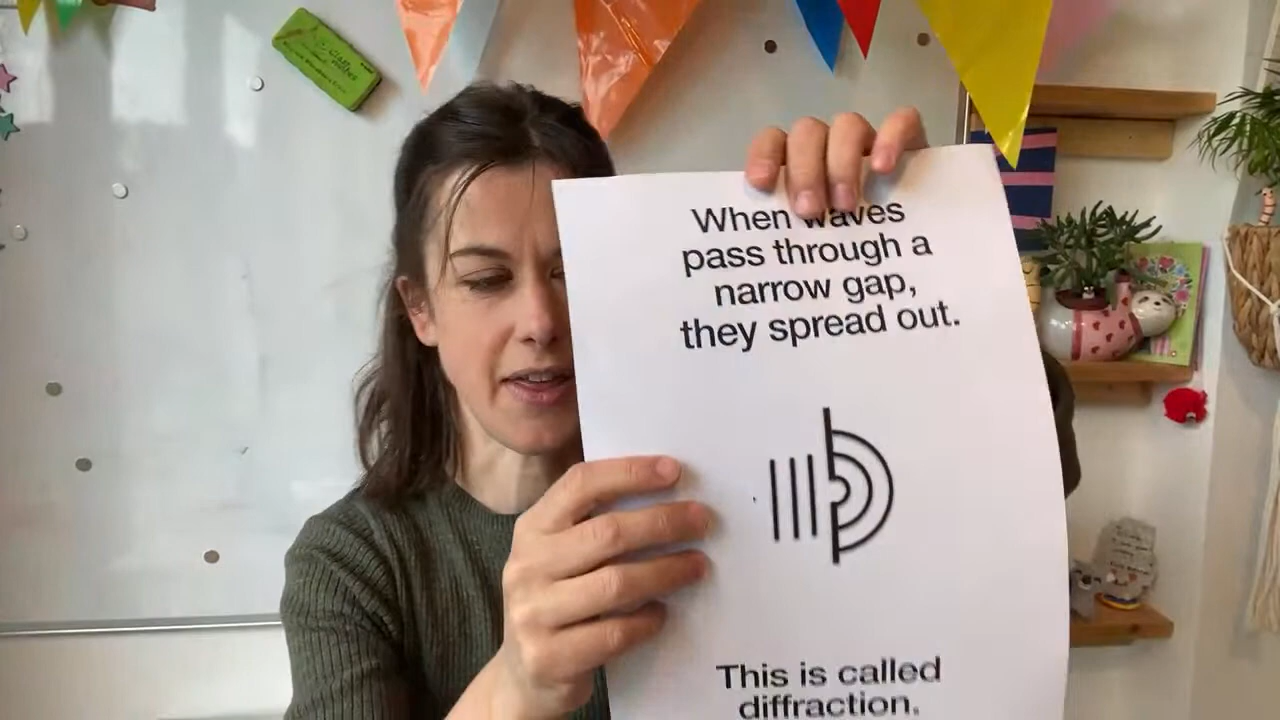 When waves
pass through a
narrow gap,
they spread out.
This is called
diffraction.